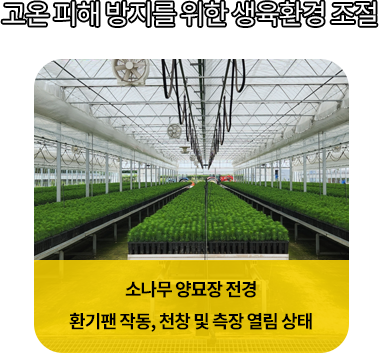 고온 피해 방지를 위한 생육환경 조절
소나무 양묘장 전경
환기팬 작동, 천창 및 측장 열림 상태